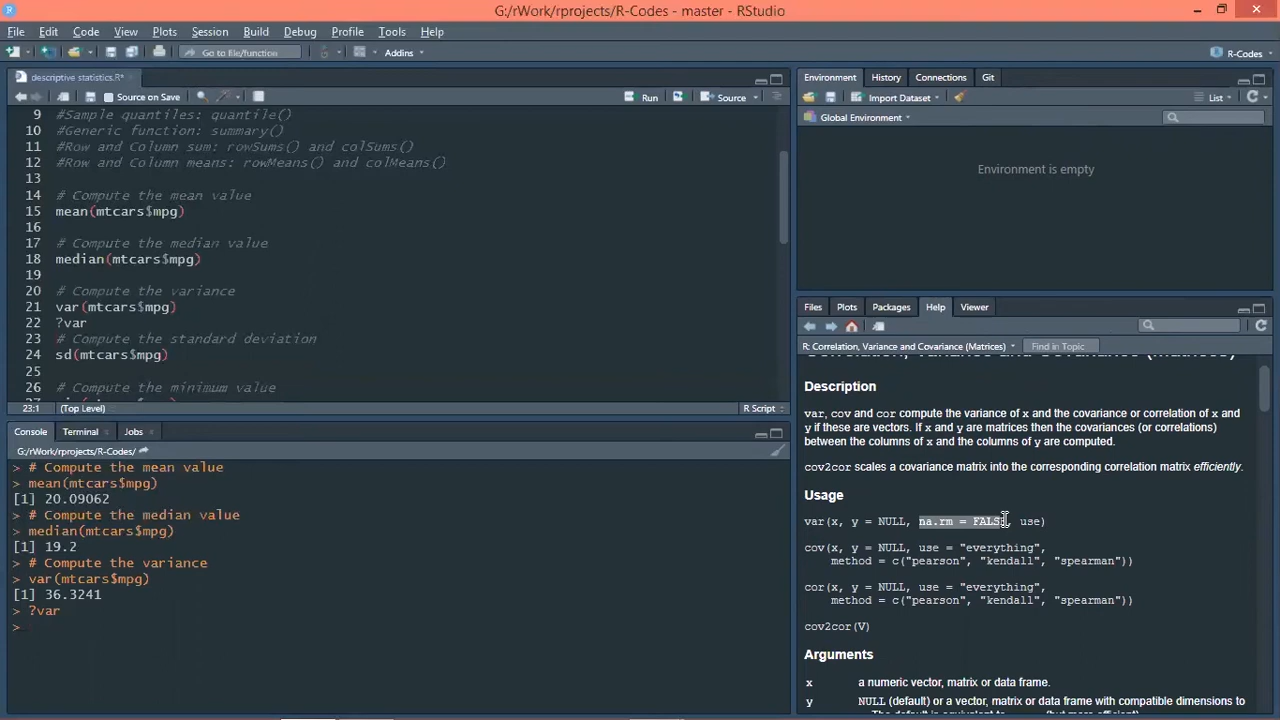 G:/rWork/rprojects/R-Codes - master - RStudio
File Edit Code View Plots Session Build Debug Profile Tools Help
Go to file/function Addins R-Codes
descriptive statistics.R*
Source on Save Run Source
9 #Sample quantiles: quantile()
10 #Generic function: summary()
11 #Row and Column sum: rowSums() and colSums()
12 #Row and Column means: rowMeans() and colMeans()
13
14 # Compute the mean value
15 mean(mtcars$mpg)
16
17 # Compute the median value
18 median(mtcars$mpg)
19
20 # Compute the variance
21 var(mtcars$mpg)
22 ?var
23 # Compute the standard deviation
24 sd(mtcars$mpg)
25
26 # Compute the minimum value
23:1 (Top Level) R Script
Console Terminal Jobs
G:/rWork/rprojects/R-Codes/
> # Compute the mean value
> mean(mtcars$mpg)
[1] 20.09062
> # Compute the median value
> median(mtcars$mpg)
[1] 19.2
> # Compute the variance
> var(mtcars$mpg)
[1] 36.3241
> ?var
>
Environment History Connections Git
Import Dataset List
Global Environment
Environment is empty
Files Plots Packages Help Viewer
R: Correlation, Variance and Covariance (Matrices) Find in Topic
Correlation, Variance and Covariance (Matrices)
Description
var, cov and cor compute the variance of x and the covariance or correlation of x and
y if these are vectors. If x and y are matrices then the covariances (or correlations)
between the columns of x and the columns of y are computed.
cov2cor scales a covariance matrix into the corresponding correlation matrix efficiently.
Usage
var(x, y = NULL, na.rm = FALSE, use)
cov(x, y = NULL, use = "everything",
method = c("pearson", "kendall", "spearman"))
cor(x, y = NULL, use = "everything",
method = c("pearson", "kendall", "spearman"))
cov2cor(V)
Arguments
x a numeric vector, matrix or data frame.
y NULL (default) or a vector, matrix or data frame with compatible dimensions to